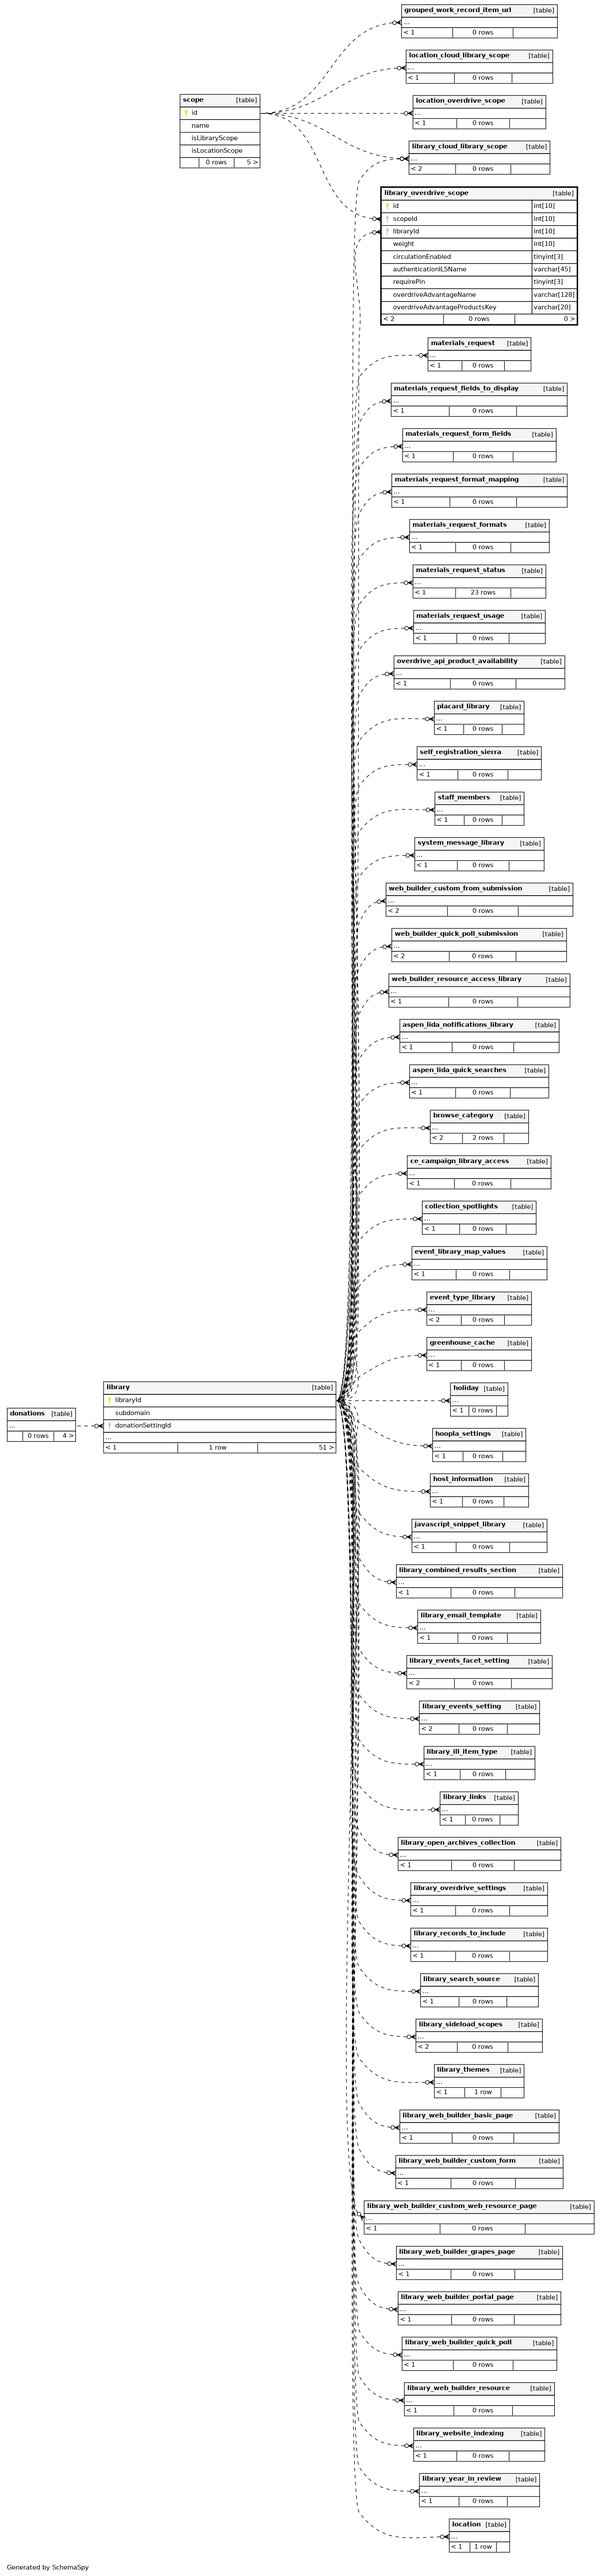 grouped_work_record_item_url [table]
...
< 1 0 rows
location_cloud_library_scope [table]
...
< 1 0 rows
location_overdrive_scope [table]
...
< 1 0 rows
scope [table]
id
name
isLibraryScope
isLocationScope
0 rows 5 >
library_cloud_library_scope [table]
...
< 2 0 rows
library_overdrive_scope [table]
id int[10]
scopeId int[10]
libraryId int[10]
weight int[10]
circulationEnabled tinyint[3]
authenticationILSName varchar[45]
requirePin tinyint[3]
overdriveAdvantageName varchar[128]
overdriveAdvantageProductsKey varchar[20]
< 2 0 rows 0 >
materials_request [table]
...
< 1 0 rows
materials_request_fields_to_display [table]
...
< 1 0 rows
materials_request_form_fields [table]
...
< 1 0 rows
materials_request_format_mapping [table]
...
< 1 0 rows
materials_request_formats [table]
...
< 1 0 rows
materials_request_status [table]
...
< 1 23 rows
materials_request_usage [table]
...
< 1 0 rows
overdrive_api_product_availability [table]
...
< 1 0 rows
placard_library [table]
...
< 1 0 rows
self_registration_sierra [table]
...
< 1 0 rows
staff_members [table]
...
< 1 0 rows
system_message_library [table]
...
< 1 0 rows
web_builder_custom_from_submission [table]
...
< 2 0 rows
web_builder_quick_poll_submission [table]
...
< 2 0 rows
web_builder_resource_access_library [table]
...
< 1 0 rows
aspen_lida_notifications_library [table]
...
< 1 0 rows
aspen_lida_quick_searches [table]
...
< 1 0 rows
browse_category [table]
...
< 2 2 rows
ce_campaign_library_access [table]
...
< 1 0 rows
collection_spotlights [table]
...
< 1 0 rows
event_library_map_values [table]
...
< 1 0 rows
event_type_library [table]
...
< 2 0 rows
greenhouse_cache [table]
...
< 1 0 rows
donations [table]
...
0 rows 4 >
library [table]
libraryId
subdomain
donationSettingId
...
< 1 1 row 51 >
holiday [table]
...
< 1 0 rows
hoopla_settings [table]
...
< 1 0 rows
host_information [table]
...
< 1 0 rows
javascript_snippet_library [table]
...
< 1 0 rows
library_combined_results_section [table]
...
< 1 0 rows
library_email_template [table]
...
< 1 0 rows
library_events_facet_setting [table]
...
< 2 0 rows
library_events_setting [table]
...
< 2 0 rows
library_ill_item_type [table]
...
< 1 0 rows
library_links [table]
...
< 1 0 rows
library_open_archives_collection [table]
...
< 1 0 rows
library_overdrive_settings [table]
...
< 1 0 rows
library_records_to_include [table]
...
< 1 0 rows
library_search_source [table]
...
< 1 0 rows
library_sideload_scopes [table]
...
< 2 0 rows
library_themes [table]
...
< 1 1 row
library_web_builder_basic_page [table]
...
< 1 0 rows
library_web_builder_custom_form [table]
...
< 1 0 rows
library_web_builder_custom_web_resource_page [table]
...
< 1 0 rows
library_web_builder_grapes_page [table]
...
< 1 0 rows
library_web_builder_portal_page [table]
...
< 1 0 rows
library_web_builder_quick_poll [table]
...
< 1 0 rows
library_web_builder_resource [table]
...
< 1 0 rows
library_website_indexing [table]
...
< 1 0 rows
library_year_in_review [table]
...
< 1 0 rows
location [table]
...
< 1 1 row
Generated by SchemaSpy